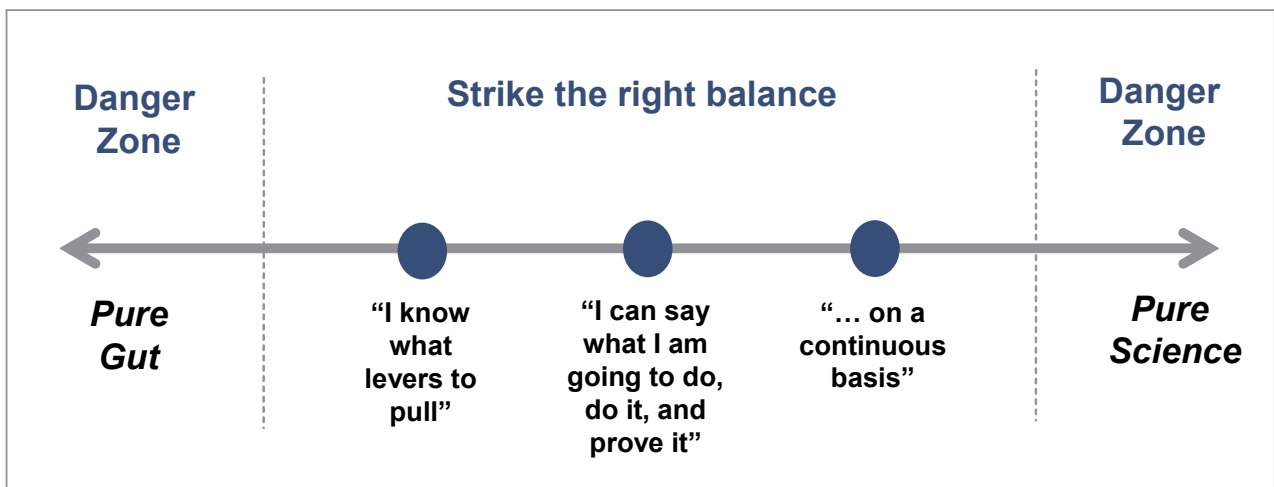 Danger
Zone
Strike the right balance
Danger
Zone
Pure
Gut
“I know
what
levers to
pull”
“I can say
what I am
going to do,
do it, and
prove it”
“… on a
continuous
basis”
Pure
Science